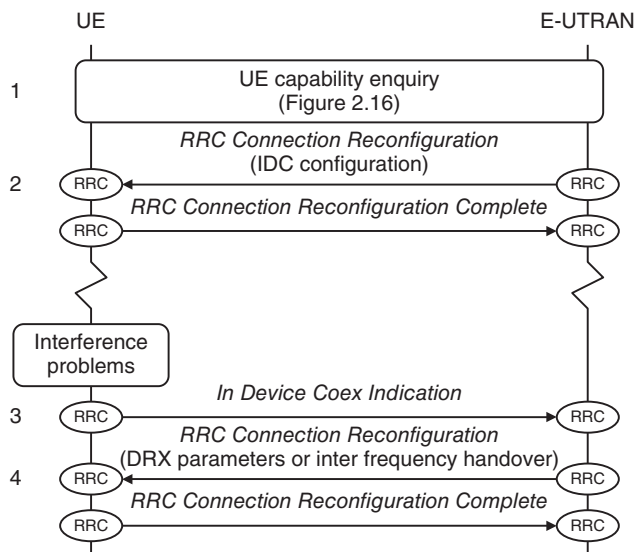 UE E-UTRAN
1 UE capability enquiry
(Figure 2.16)
RRC Connection Reconfiguration
(IDC configuration)
2 RRC RRC
RRC Connection Reconfiguration Complete
RRC RRC
Interference
problems
In Device Coex Indication
3 RRC RRC
RRC Connection Reconfiguration
(DRX parameters or inter frequency handover)
4 RRC RRC
RRC Connection Reconfiguration Complete
RRC RRC